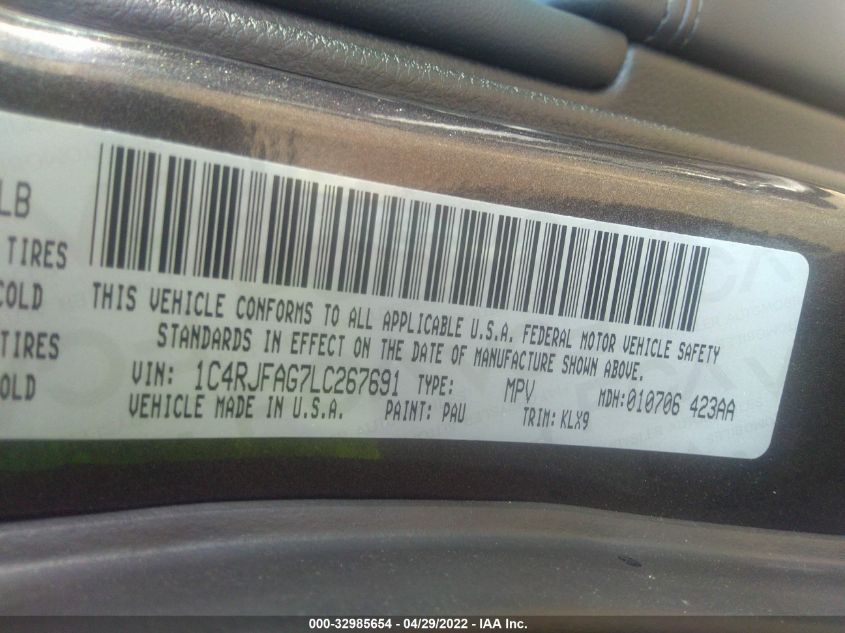 LB
TIRES
COLD
TIRES
COLD
THIS VEHICLE CONFORMS TO ALL APPLICABLE U.S.A. FEDERAL MOTOR VEHICLE SAFETY
STANDARDS IN EFFECT ON THE DATE OF MANUFACTURE SHOWN ABOVE.
VIN: 1C4RJFAG7LC267691 TYPE: MPV MDH:010706 423AA
VEHICLE MADE IN U.S.A. PAINT: PAU TRIM: KLX9
000-32985654 - 04/29/2022 - IAA Inc.